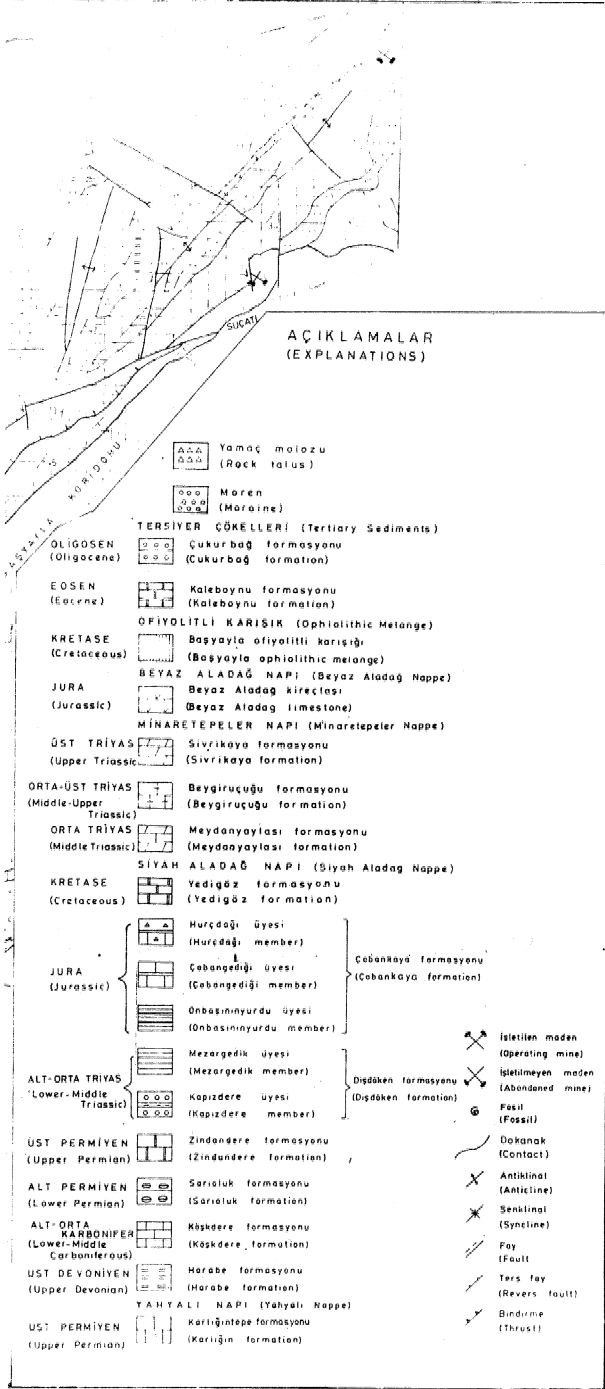 SUÇATI
AÇIKLAMALAR
(EXPLANATIONS)
KORİDORU
Yamaç molozu
(Rock talus)
Moren
(Moraine)
TERSİYER ÇÖKELLERİ (Tertiary Sediments)
OLİGOSEN
(Oligocene)
Çukurbağ formasyonu
(Çukurbağ formation)
EOSEN
(Eocene)
Kaleboynu formasyonu
(Kaleboynu formation)
OFİYOLİTLİ KARIŞIK (Ophiolithic Melange)
KRETASE
(Cretaceous)
Başyayla ofiyolitli karışığı
(Başyayla ophiolithic melange)
BEYAZ ALADAĞ NAPI (Beyaz Aladağ Nappe)
JURA
(Jurassic)
Beyaz Aladağ kireçtaşı
(Beyaz Aladağ limestone)
MİNARETEPELER NAPI (Minaretepeler Nappe)
ÜST TRİYAS
(Upper Triassic)
Sivrikaya formasyonu
(Sivrikaya formation)
ORTA-ÜST TRİYAS
(Middle-Upper
Triassic)
Beygiruçuğu formasyonu
(Beygiruçuğu formation)
ORTA TRİYAS
(Middle Triassic)
Meydanyaylası formasyonu
(Meydanyaylası formation)
SİYAH ALADAĞ NAPI (Siyah Aladag Nappe)
KRETASE
(Cretaceous)
Yedigöz formasyonu
(Yedigöz formation)
JURA
(Jurassic)
Hurçdağı üyesi
(Hurçdağı member)
Çobangediği üyesi
(Çobangediği member)
Onbaşınınyurdu üyesi
(Onbasınınyurdu member)
Çobankaya formasyonu
(Çobankaya formation)
ALT-ORTA TRİYAS
(Lower-Middle
Triassic)
Mezargedik üyesi
(Mezargedik member)
Kapızdere üyesi
(Kapızdere member)
Dişdöken formasyonu
(Dişdöken formation)
ÜST PERMİYEN
(Upper Permian)
Zindandere formasyonu
(Zindandere formation)
ALT PERMİYEN
(Lower Permian)
Sarıoluk formasyonu
(Sarıoluk formation)
ALT-ORTA
KARBONİFER
(Lower-Middle
Carboniferous)
Köşkdere formasyonu
(Köşkdere formation)
ÜST DEVONİYEN
(Upper Devonian)
Harabe formasyonu
(Harabe formation)
YAHYALI NAPI (Yahyalı Nappe)
ÜST PERMİYEN
(Upper Permian)
Karlığıntepe formasyonu
(Karlığın formation)
İşletilen maden
(Operating mine)
İşletilmeyen maden
(Abondoned mine)
Fosil
(Fossil)
Dokanak
(Contact)
Antiklinal
(Anticline)
Senklinal
(Syncline)
Fay
(Fault
Ters fay
(Revers fault)
Bindirme
(Thrust)